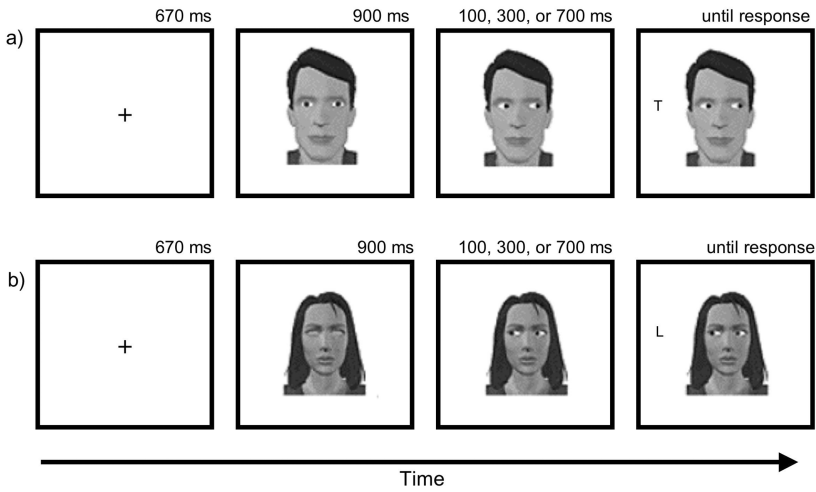 670 ms 900 ms 100, 300, or 700 ms until response
a)
T
670 ms 900 ms 100, 300, or 700 ms until response
b)
L
Time